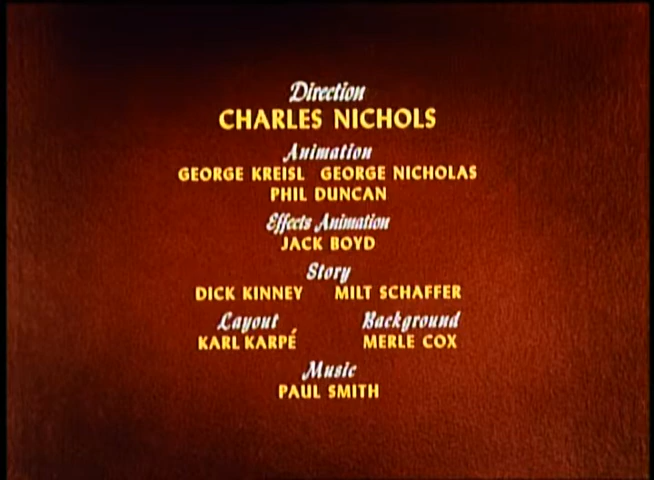 Direction
CHARLES NICHOLS
Animation
GEORGE KREISL GEORGE NICHOLAS
PHIL DUNCAN
Effects Animation
JACK BOYD
Story
DICK KINNEY MILT SCHAFFER
Layout Background
KARL KARPÉ MERLE COX
Music
PAUL SMITH